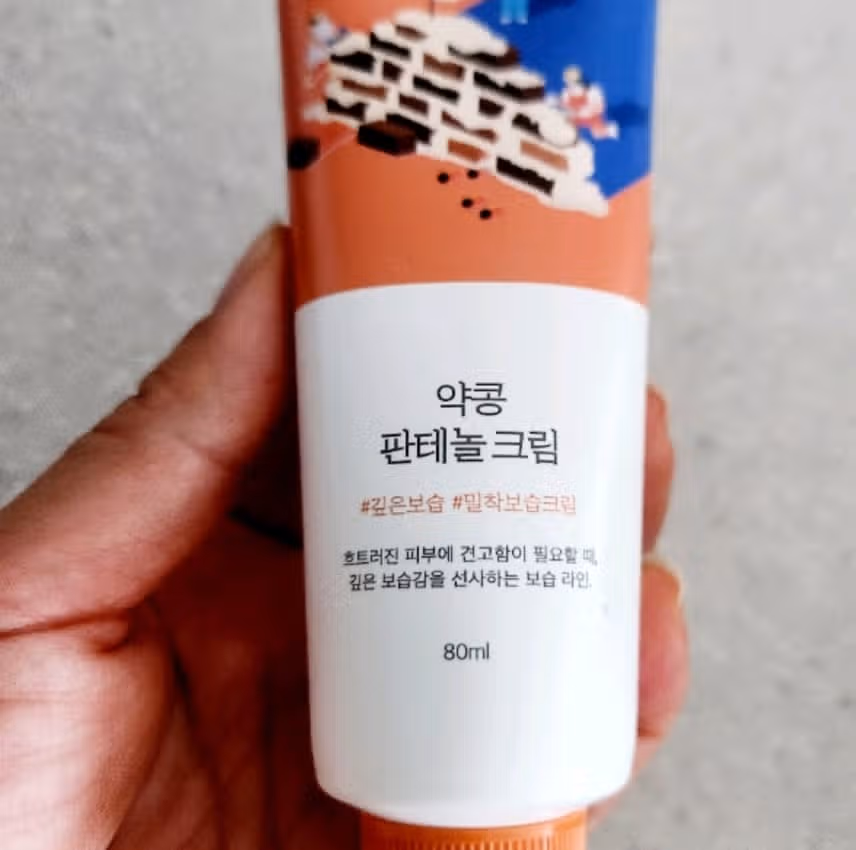 약콩
판테놀 크림
#깊은보습 #밀착보습크림
흐트러진 피부에 견고함이 필요할 때,
깊은 보습감을 선사하는 보습 라인.
80ml